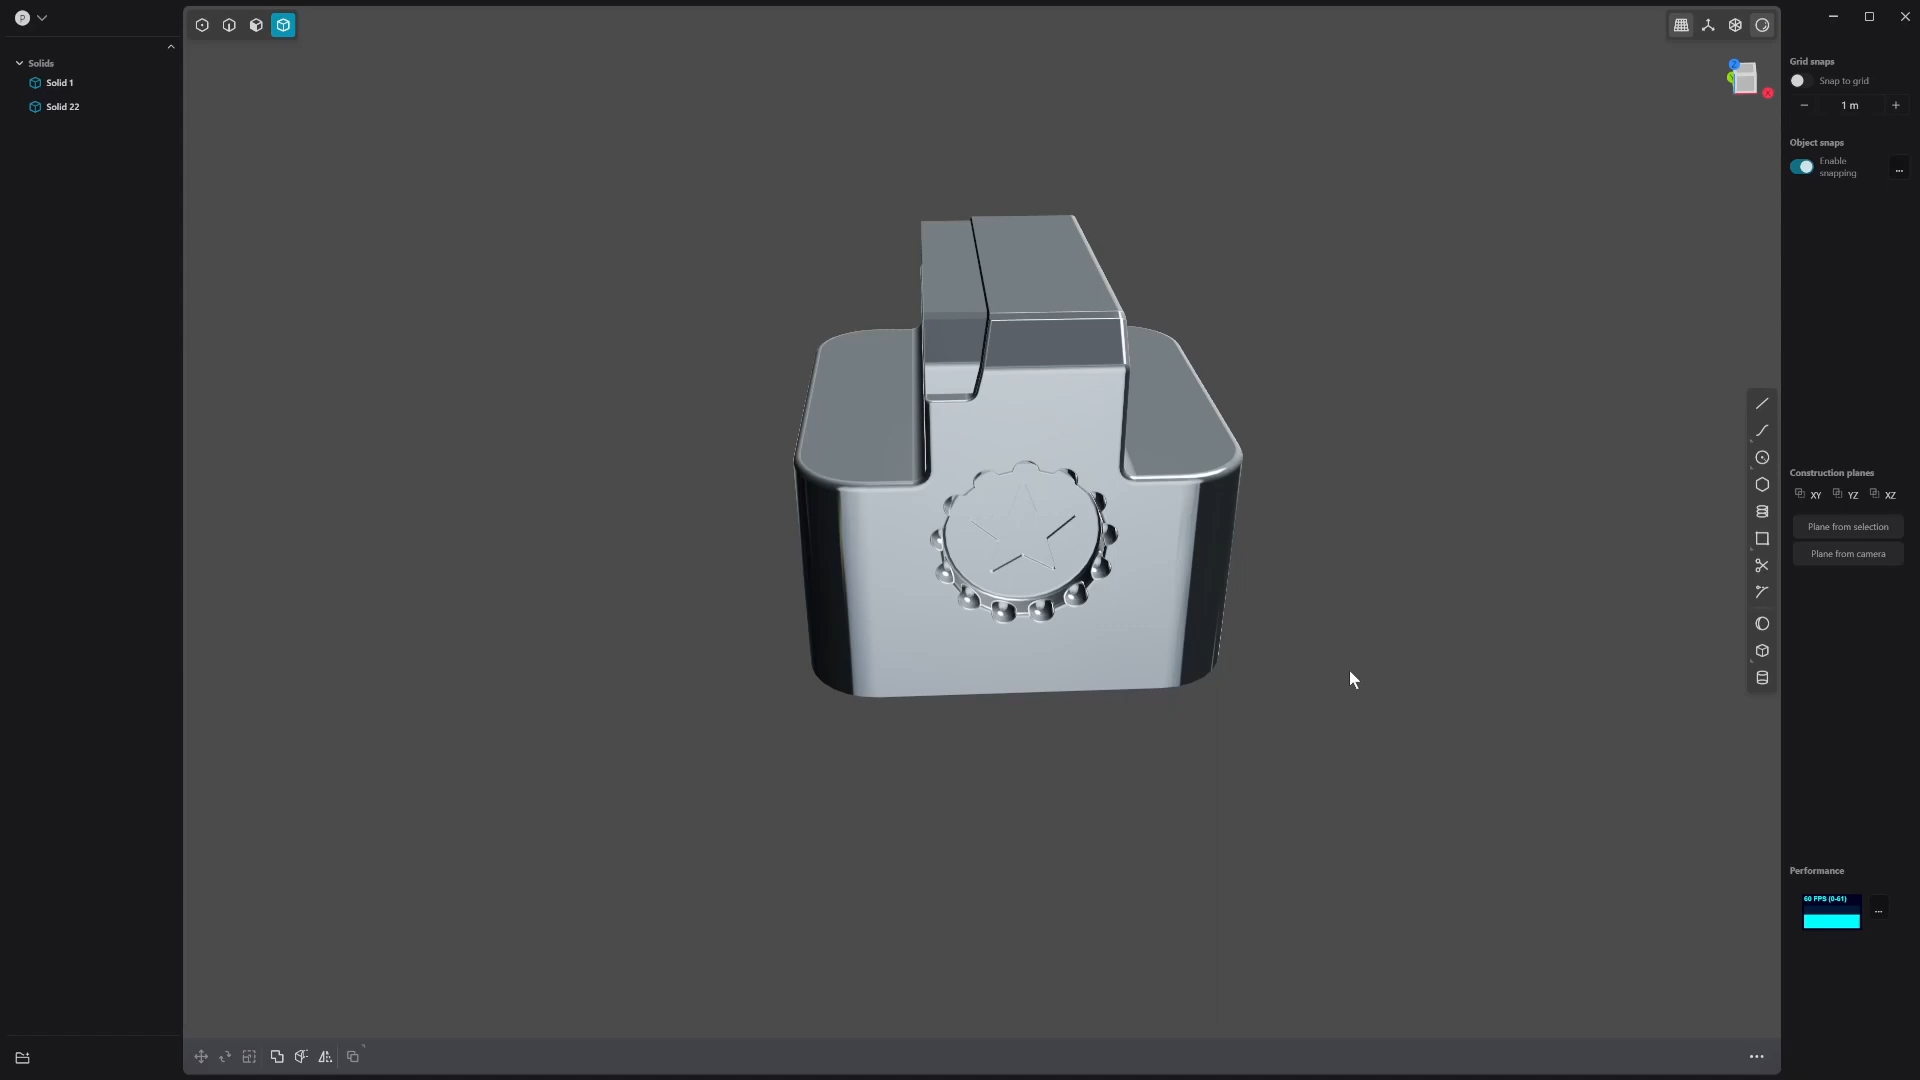 P
Solids
Solid 1
Solid 22
Z
Y
X
Grid snaps
Snap to grid
1 m
Object snaps
Enable
snapping
...
Construction planes
XY YZ XZ
Plane from selection
Plane from camera
Performance
60 FPS (0-61)
...